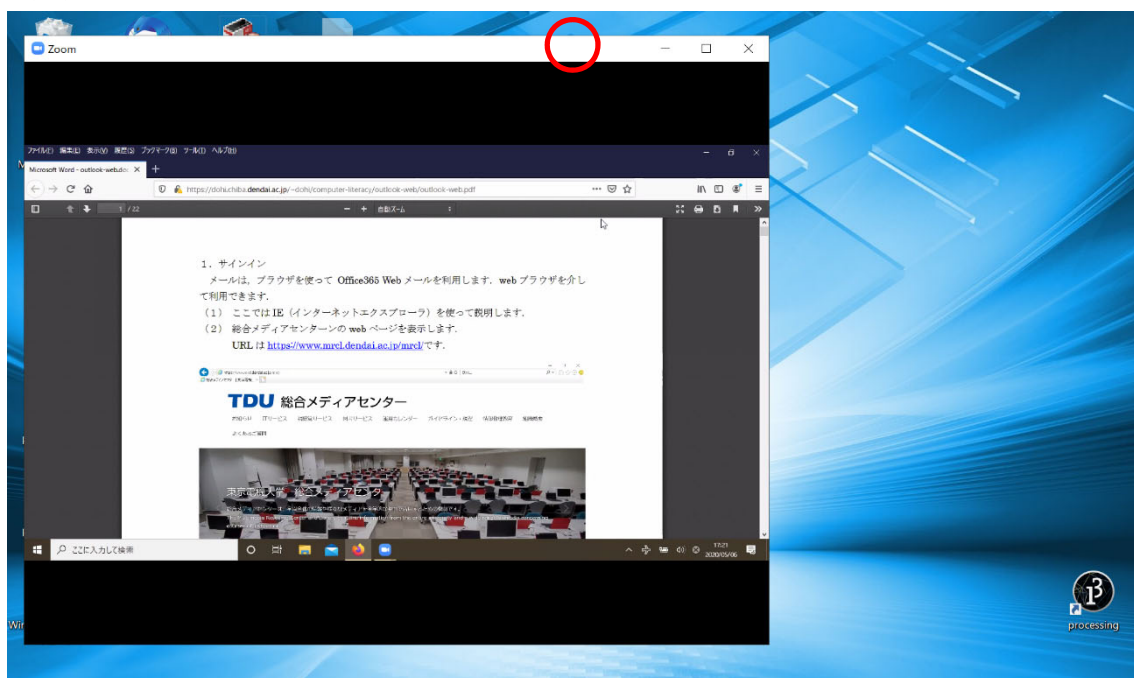 Zoom
ファイル(F) 編集(E) 表示(V) 履歴(S) ブックマーク(B) ツール(T) ヘルプ(H)
Microsoft Word - outlook-web.doc
https://dohi.chiba.dendai.ac.jp/~dohi/computer-literacy/outlook-web/outlook-web.pdf
1 / 22
自動ズーム
1．サインイン
メールは，ブラウザを使って Office365 Web メールを利用します．web ブラウザを介し
て利用できます．
（1） ここでは IE（インターネットエクスプローラ）を使って説明します．
（2） 総合メディアセンターンの web ページを表示します．
URL は https://www.mrcl.dendai.ac.jp/mrcl/です．
TDU 総合メディアセンター
よくあるご質問
東京電機大学 総合メディアセンター
ここに入力して検索
17:21
2020/05/06
processing